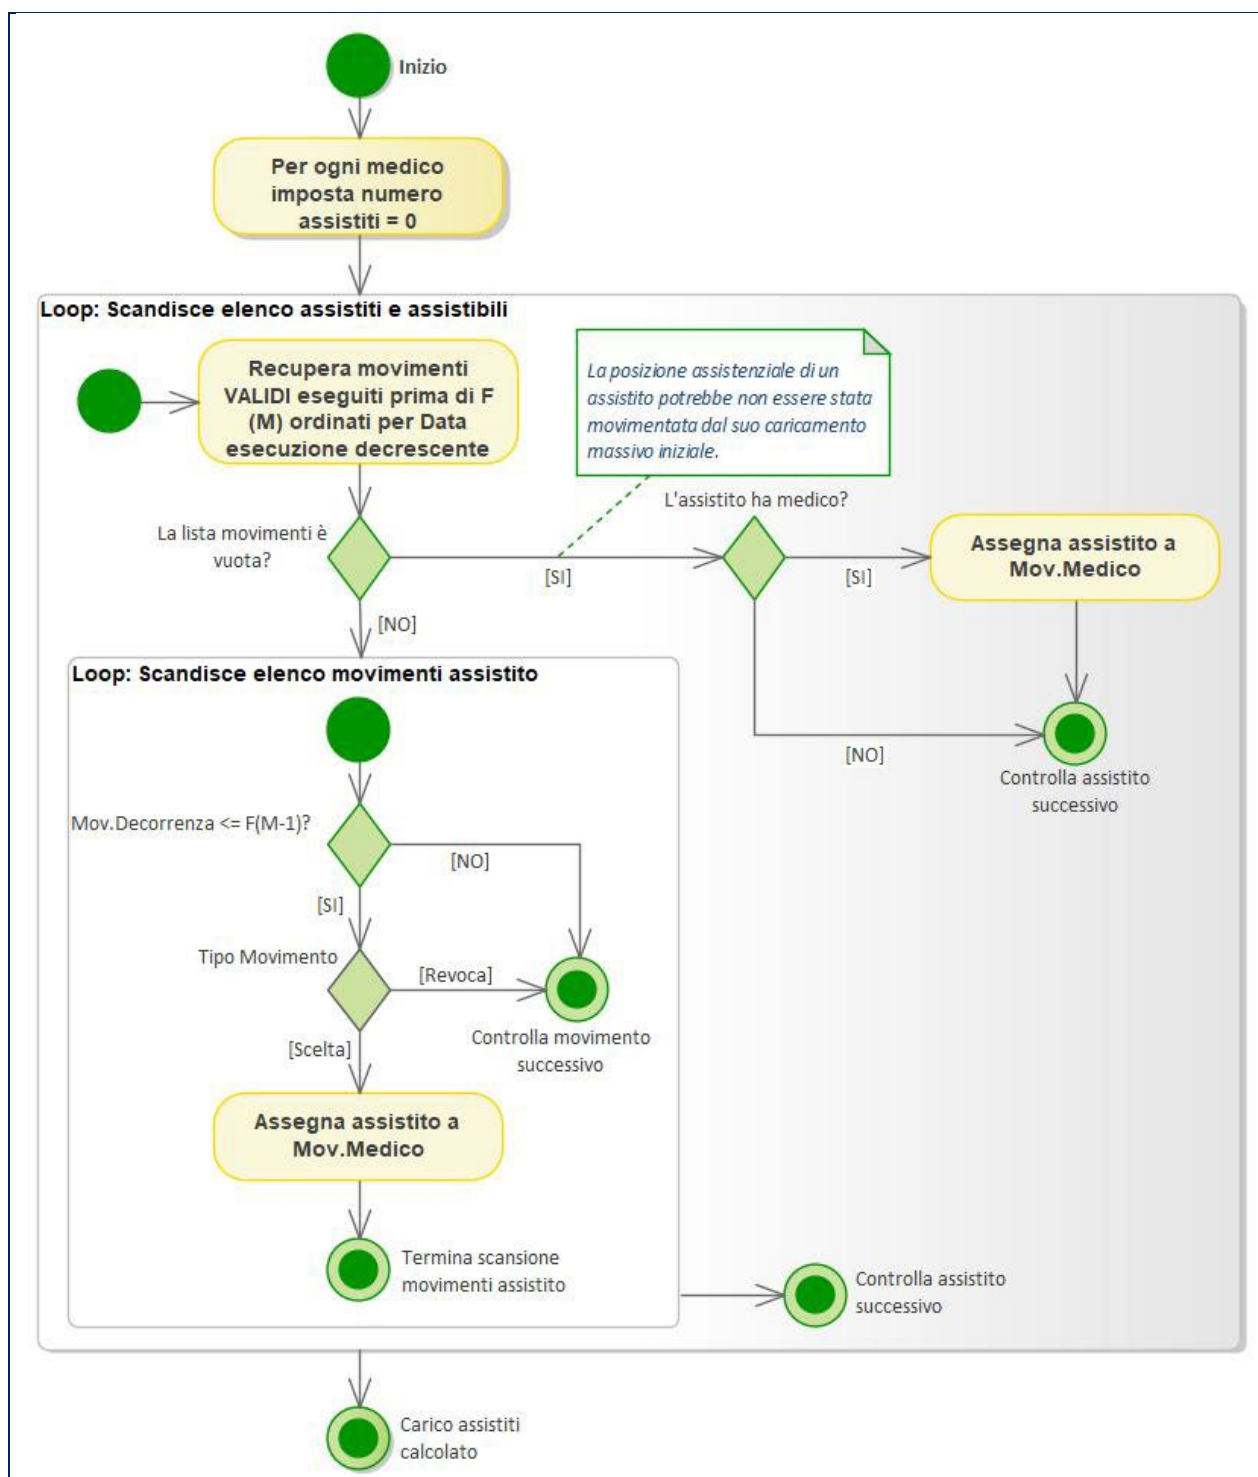 Inizio
Per ogni medico
imposta numero
assistiti = 0
Loop: Scandisce elenco assistiti e assistibili
Recupera movimenti
VALIDI eseguiti prima di F
(M) ordinati per Data
esecuzione decrescente
La posizione assistenziale di un
assistito potrebbe non essere stata
movimentata dal suo caricamento
massivo iniziale.
La lista movimenti è
vuota?
[SI]
L'assistito ha medico?
[SI]
Assegna assistito a
Mov.Medico
[NO]
[NO]
Controlla assistito
successivo
Loop: Scandisce elenco movimenti assistito
Mov.Decorrenza <= F(M-1)?
[NO]
[SI]
Tipo Movimento
[Revoca]
Controlla movimento
successivo
[Scelta]
Assegna assistito a
Mov.Medico
Termina scansione
movimenti assistito
Controlla assistito
successivo
Carico assistiti
calcolato